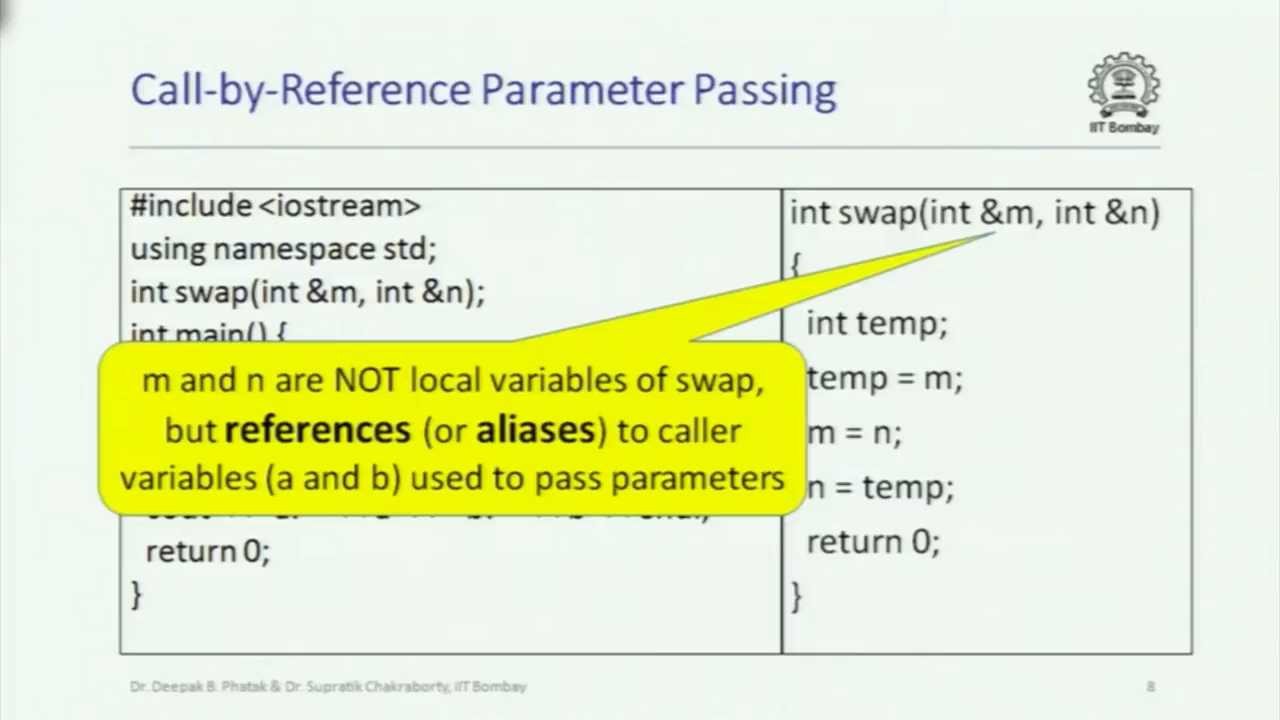 Call-by-Reference Parameter Passing
IIT Bombay
#include <iostream>
using namespace std;
int swap(int &m, int &n);
int main() {
m and n are NOT local variables of swap,
but references (or aliases) to caller
variables (a and b) used to pass parameters
return 0;
}
int swap(int &m, int &n)
{
int temp;
temp = m;
m = n;
n = temp;
return 0;
}
Dr. Deepak B. Phatak & Dr. Supratik Chakraborty, IIT Bombay
8